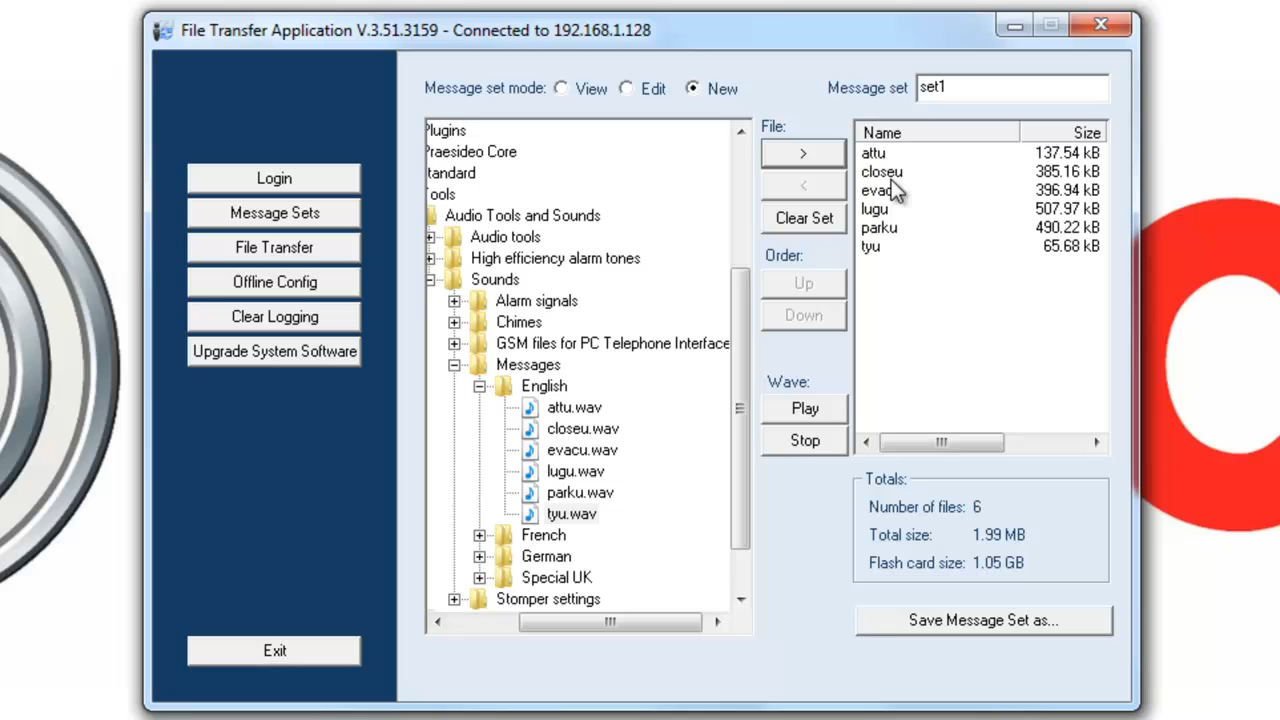 File Transfer Application V.3.51.3159 - Connected to 192.168.1.128
Login
Message Sets
File Transfer
Offline Config
Clear Logging
Upgrade System Software
Exit
Message set mode: View Edit New
Message set set1
Plugins
Praesideo Core
tandard
Tools
Audio Tools and Sounds
Audio tools
High efficiency alarm tones
Sounds
Alarm signals
Chimes
GSM files for PC Telephone Interface
Messages
English
attu.wav
closeu.wav
evacu.wav
lugu.wav
parku.wav
tyu.wav
French
German
Special UK
Stomper settings
File:
>
<
Clear Set
Order:
Up
Down
Wave:
Play
Stop
Name Size
attu 137.54 kB
closeu 385.16 kB
evac 396.94 kB
lugu 507.97 kB
parku 490.22 kB
tyu 65.68 kB
Totals:
Number of files: 6
Total size: 1.99 MB
Flash card size: 1.05 GB
Save Message Set as...